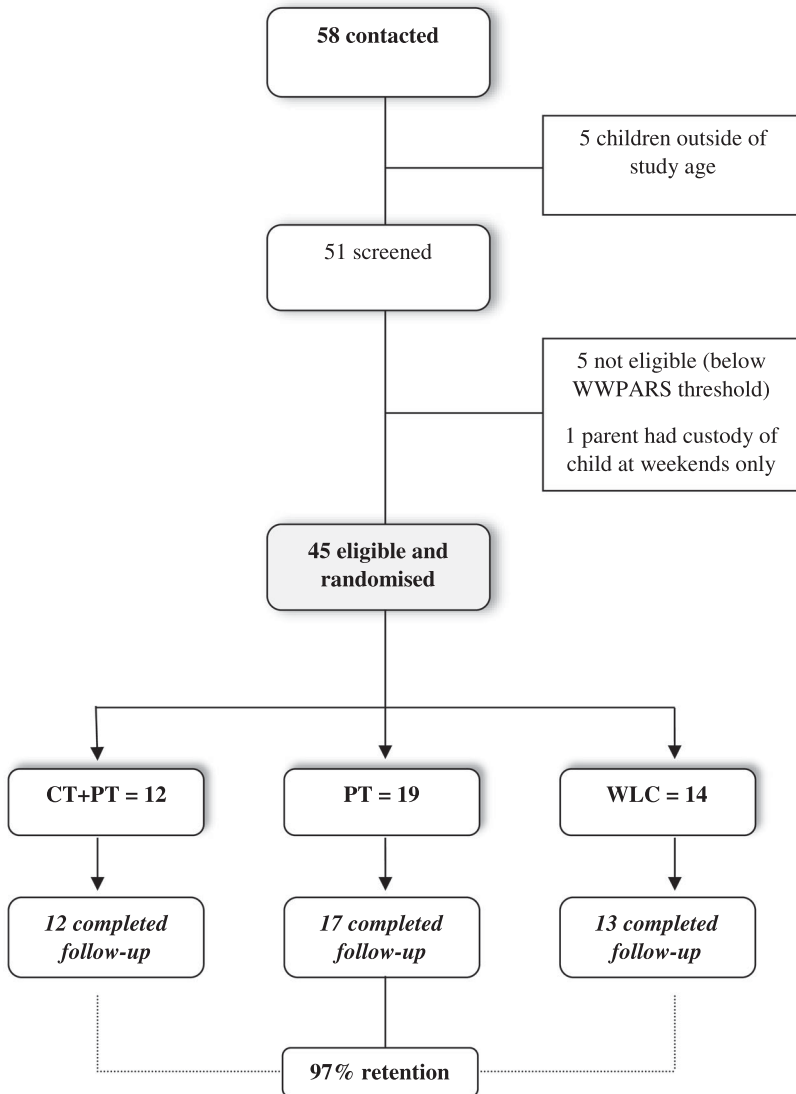 58 contacted
5 children outside of
study age
51 screened
5 not eligible (below
WWPARS threshold)
1 parent had custody of
child at weekends only
45 eligible and
randomised
CT+PT = 12
PT = 19
WLC = 14
12 completed
follow-up
17 completed
follow-up
13 completed
follow-up
97% retention